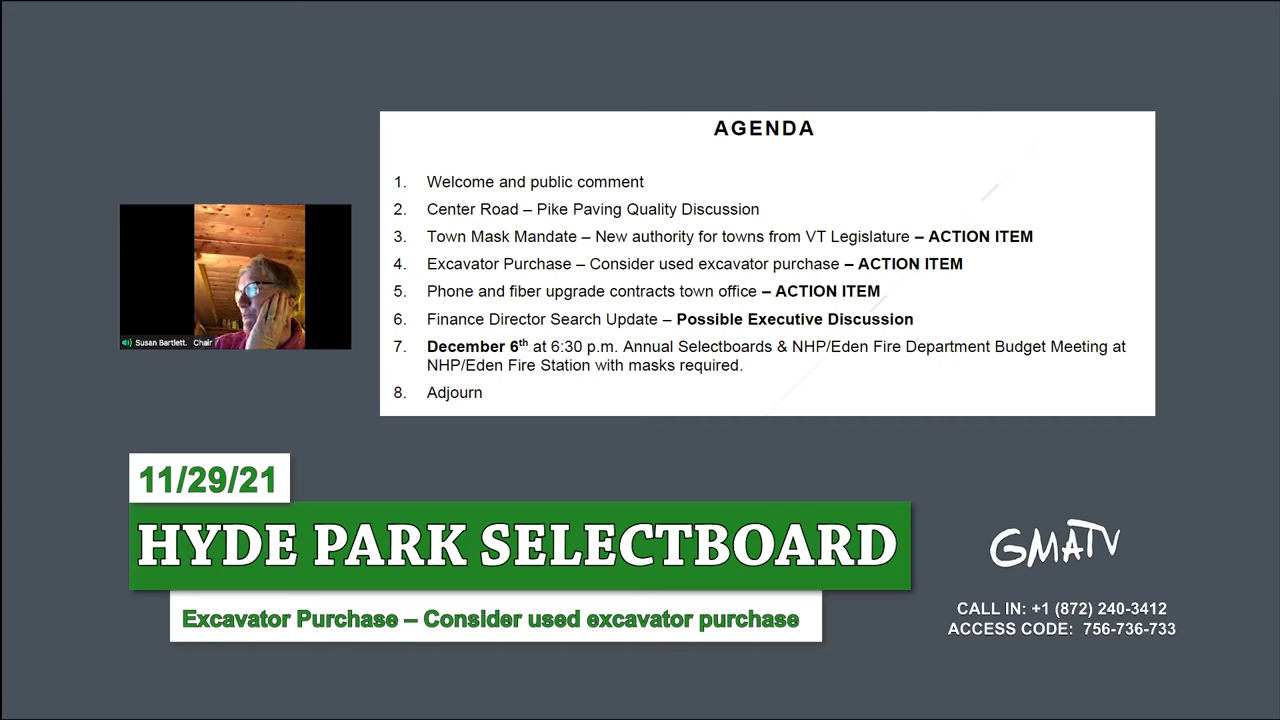 AGENDA
1. Welcome and public comment
2. Center Road – Pike Paving Quality Discussion
3. Town Mask Mandate – New authority for towns from VT Legislature – ACTION ITEM
4. Excavator Purchase – Consider used excavator purchase – ACTION ITEM
5. Phone and fiber upgrade contracts town office – ACTION ITEM
6. Finance Director Search Update – Possible Executive Discussion
7. December 6th at 6:30 p.m. Annual Selectboards & NHP/Eden Fire Department Budget Meeting at
NHP/Eden Fire Station with masks required.
8. Adjourn
Susan Bartlett. Chair
11/29/21
HYDE PARK SELECTBOARD
Excavator Purchase – Consider used excavator purchase
GMATV
CALL IN: +1 (872) 240-3412
ACCESS CODE: 756-736-733